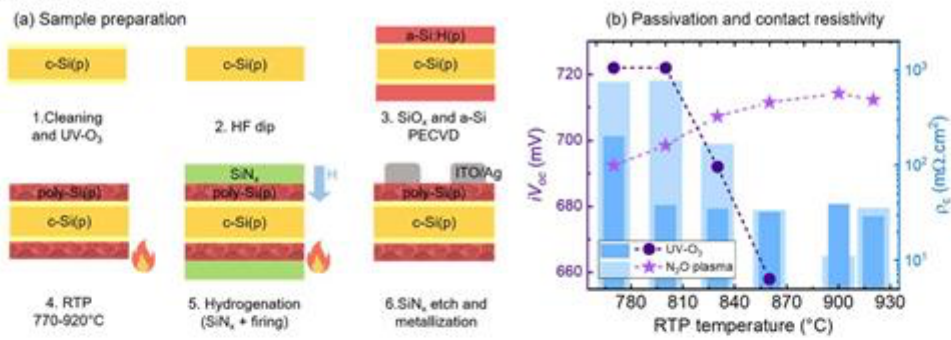 (a) Sample preparation
c-Si(p)
1.Cleaning
and UV-O₃
c-Si(p)
2. HF dip
a-Si:H(p)
c-Si(p)
3. SiOₓ and a-Si
PECVD
poly-Si(p)
c-Si(p)
4. RTP
770-920°C
SiNₓ
H
poly-Si(p)
c-Si(p)
5. Hydrogenation
(SiNₓ + firing)
ITO/Ag
poly-Si(p)
c-Si(p)
6.SiNₓ etch and
metallization
(b) Passivation and contact resistivity
720
700
680
660
iVoc (mV)
10³
10²
10¹
ρc (mΩ.cm²)
UV-O₃
N₂O plasma
780 810 840 870 900 930
RTP temperature (°C)